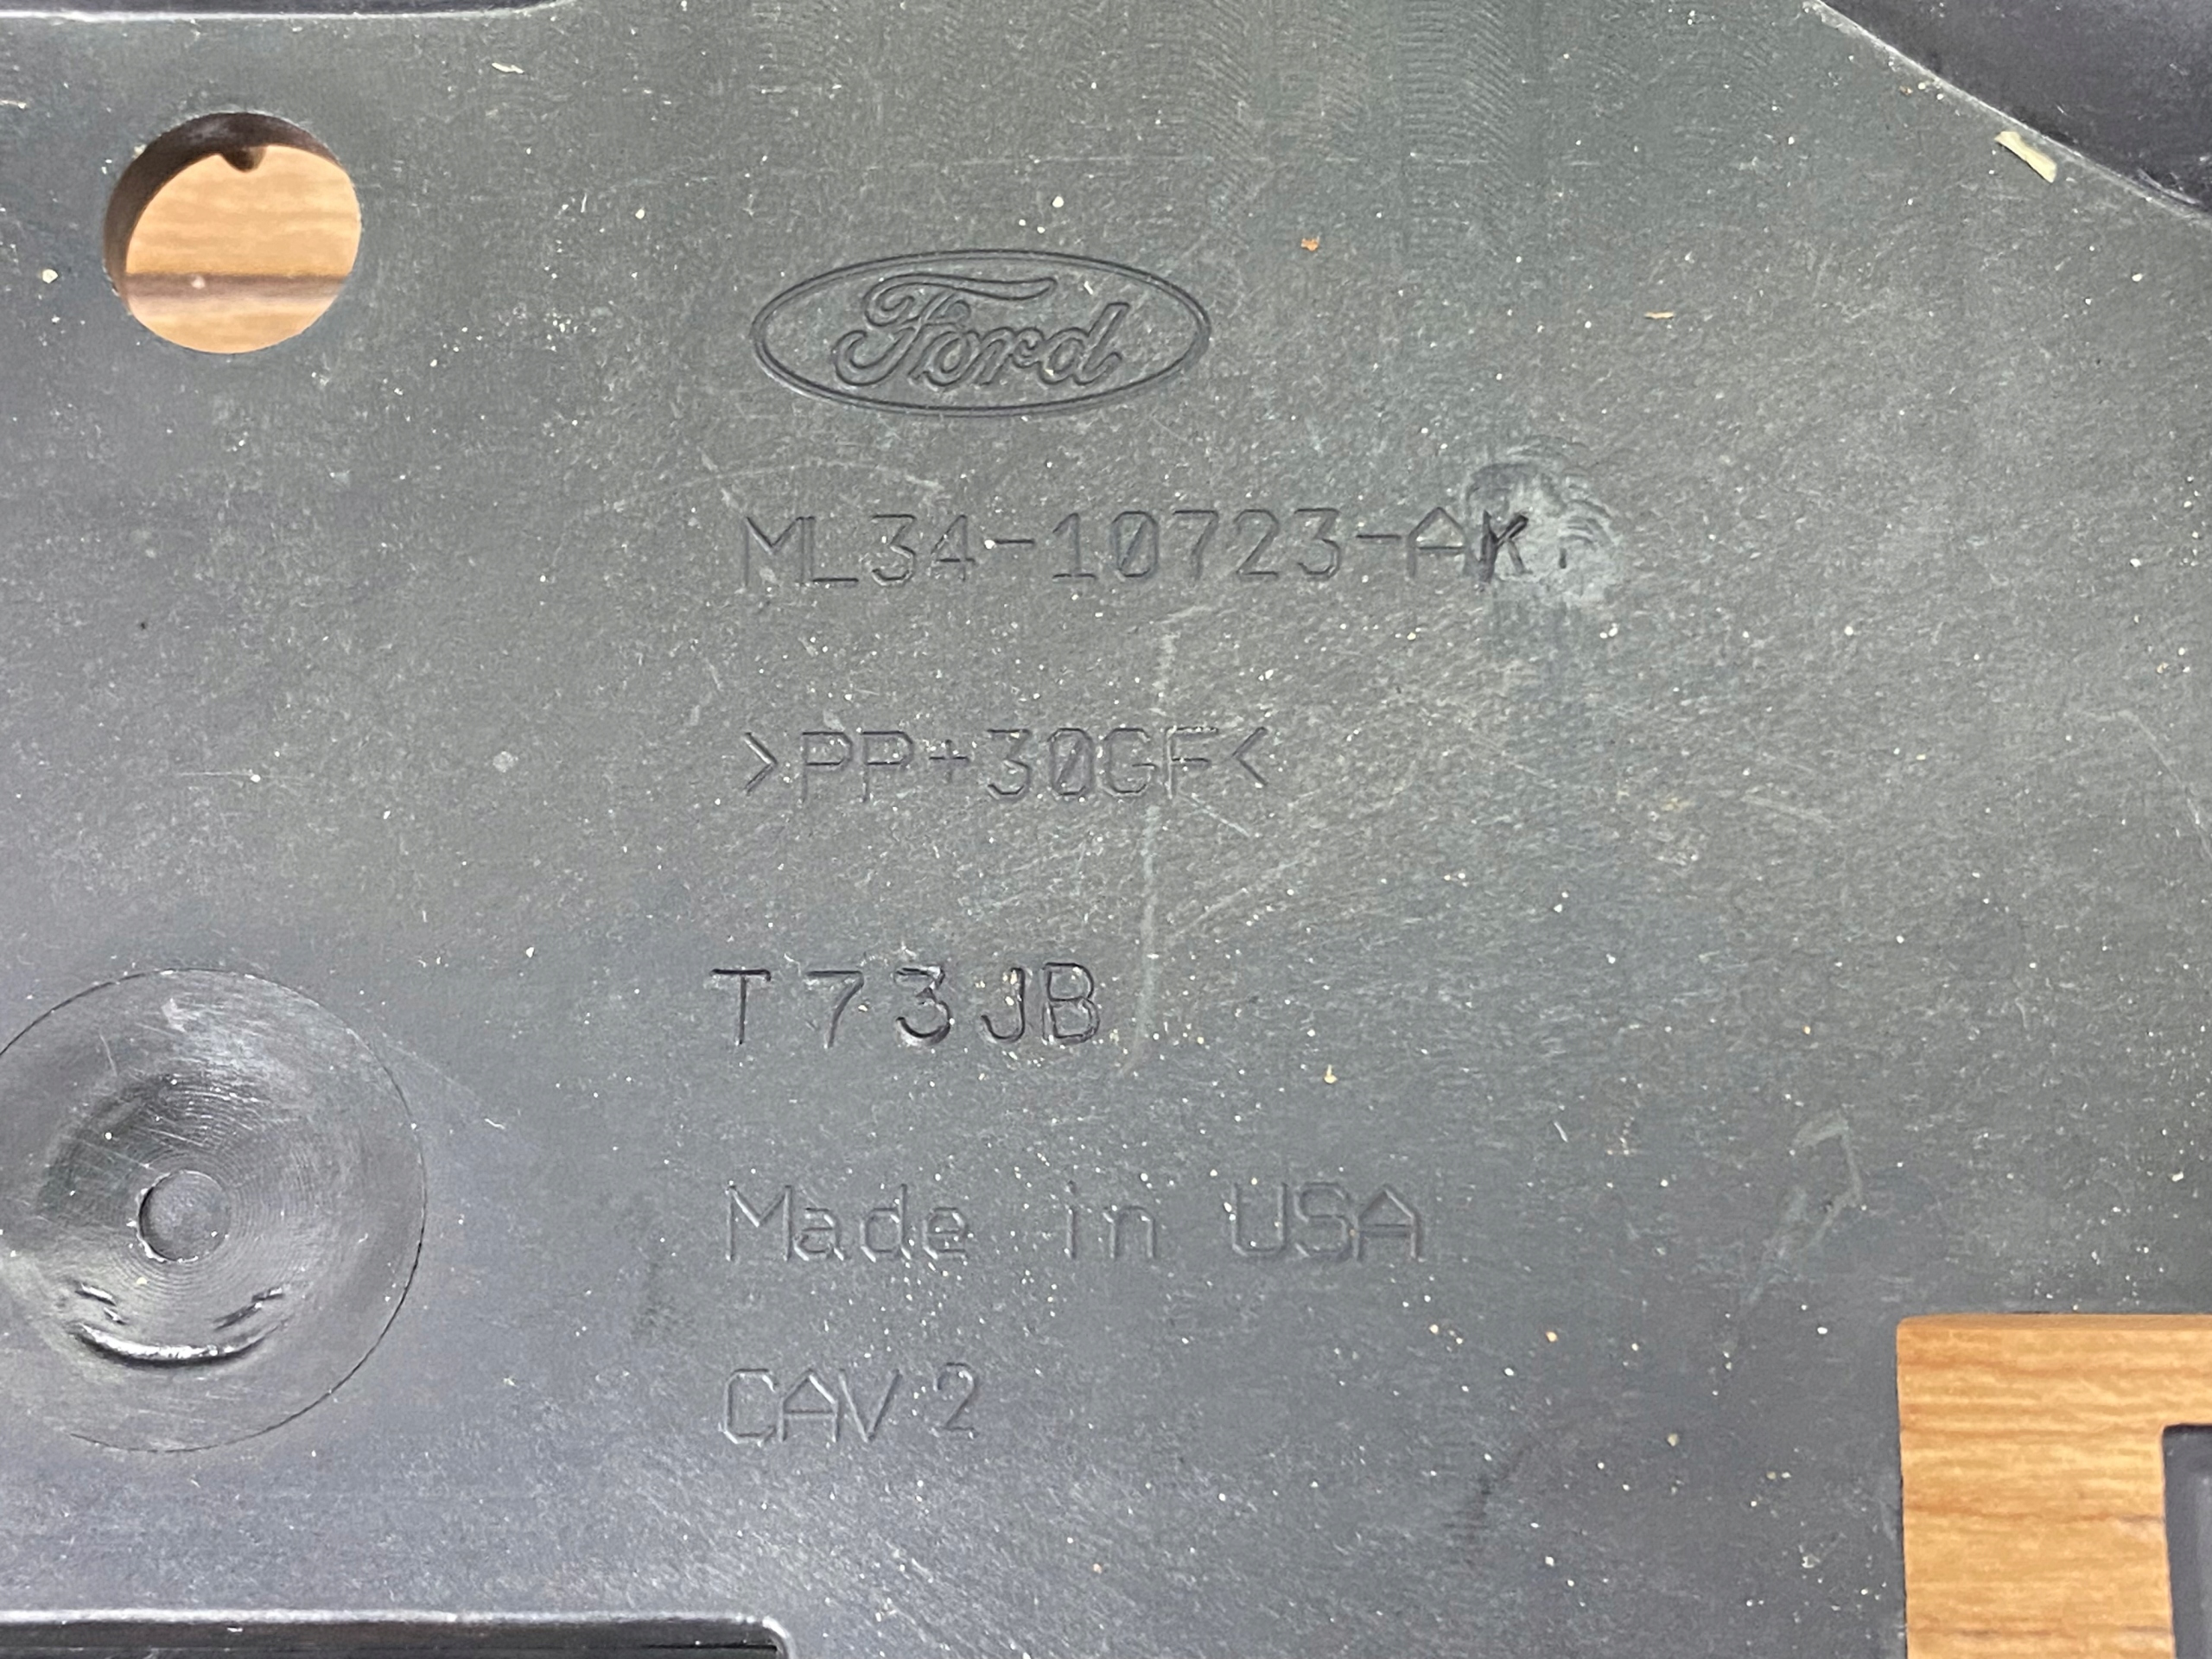 Ford
ML34-10723-AK
>PP+30GF<
T73JB
Made in USA
CAV 2